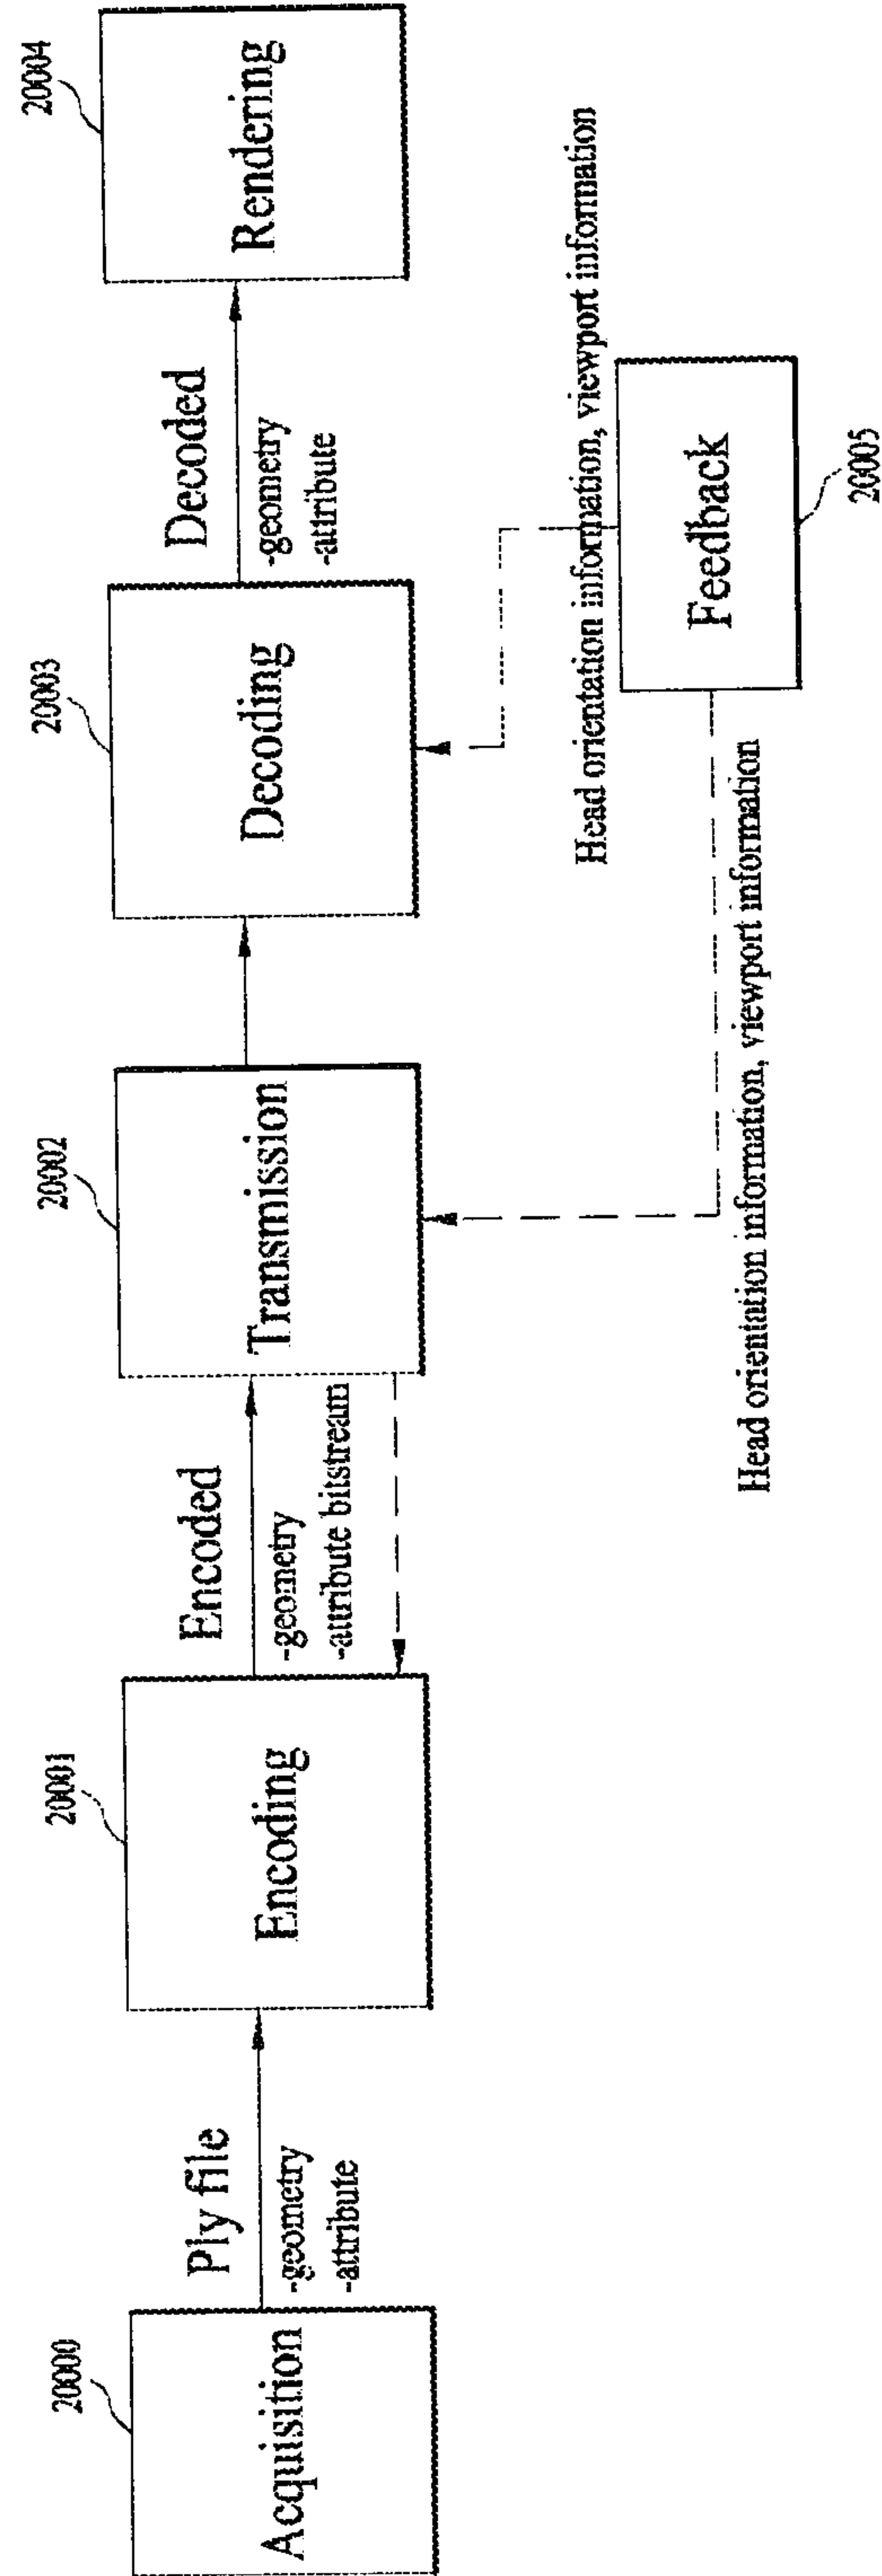 20000
Acquisition
Ply file
-geometry
-attribute
20001
Encoding
Encoded
-geometry
-attribute bitstream
20002
Transmission
20003
Decoding
Decoded
-geometry
-attribute
20004
Rendering
Head orientation information, viewport information
Feedback
20005
Head orientation information, viewport information